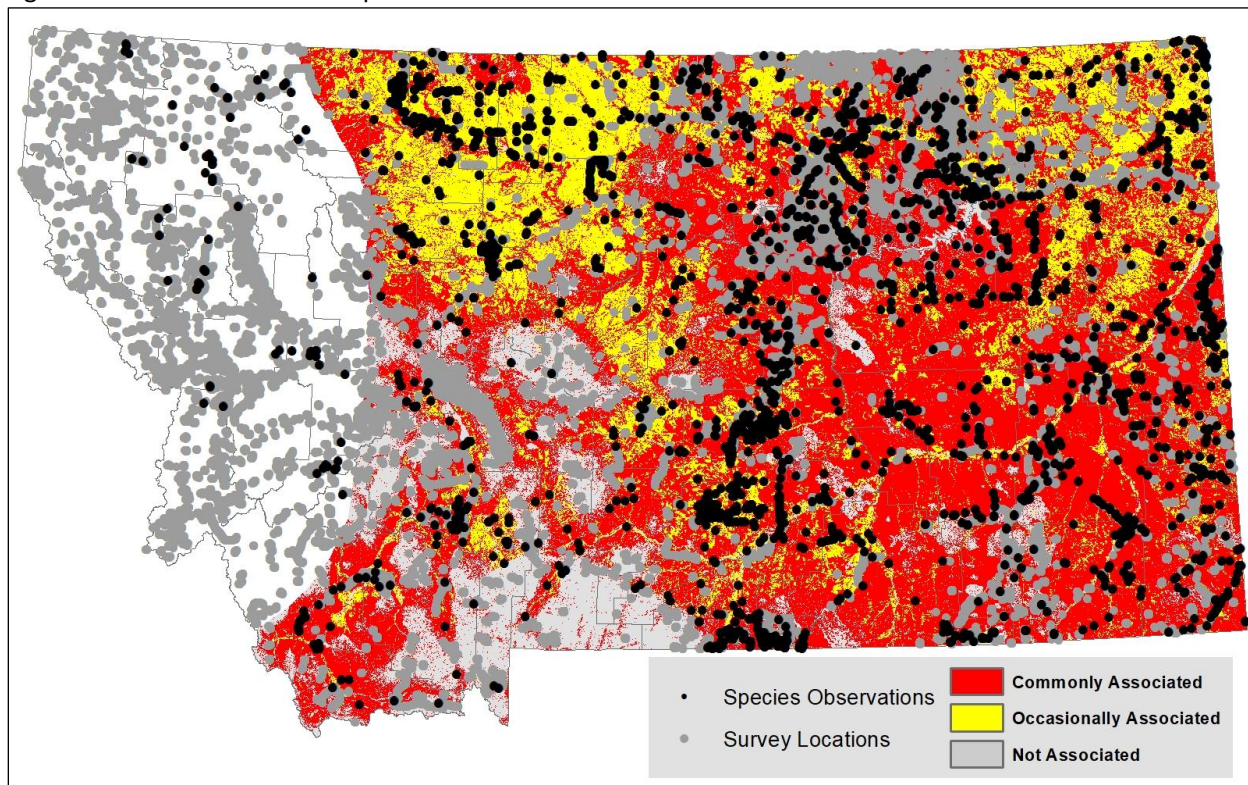 Species Observations
Survey Locations
Commonly Associated
Occasionally Associated
Not Associated